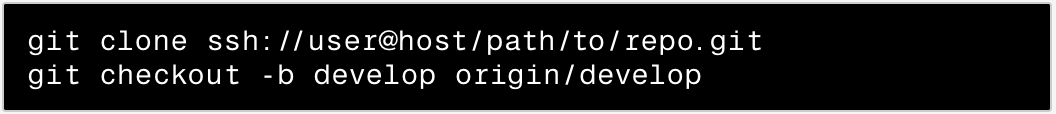 git clone ssh://user@host/path/to/repo.git
git checkout -b develop origin/develop